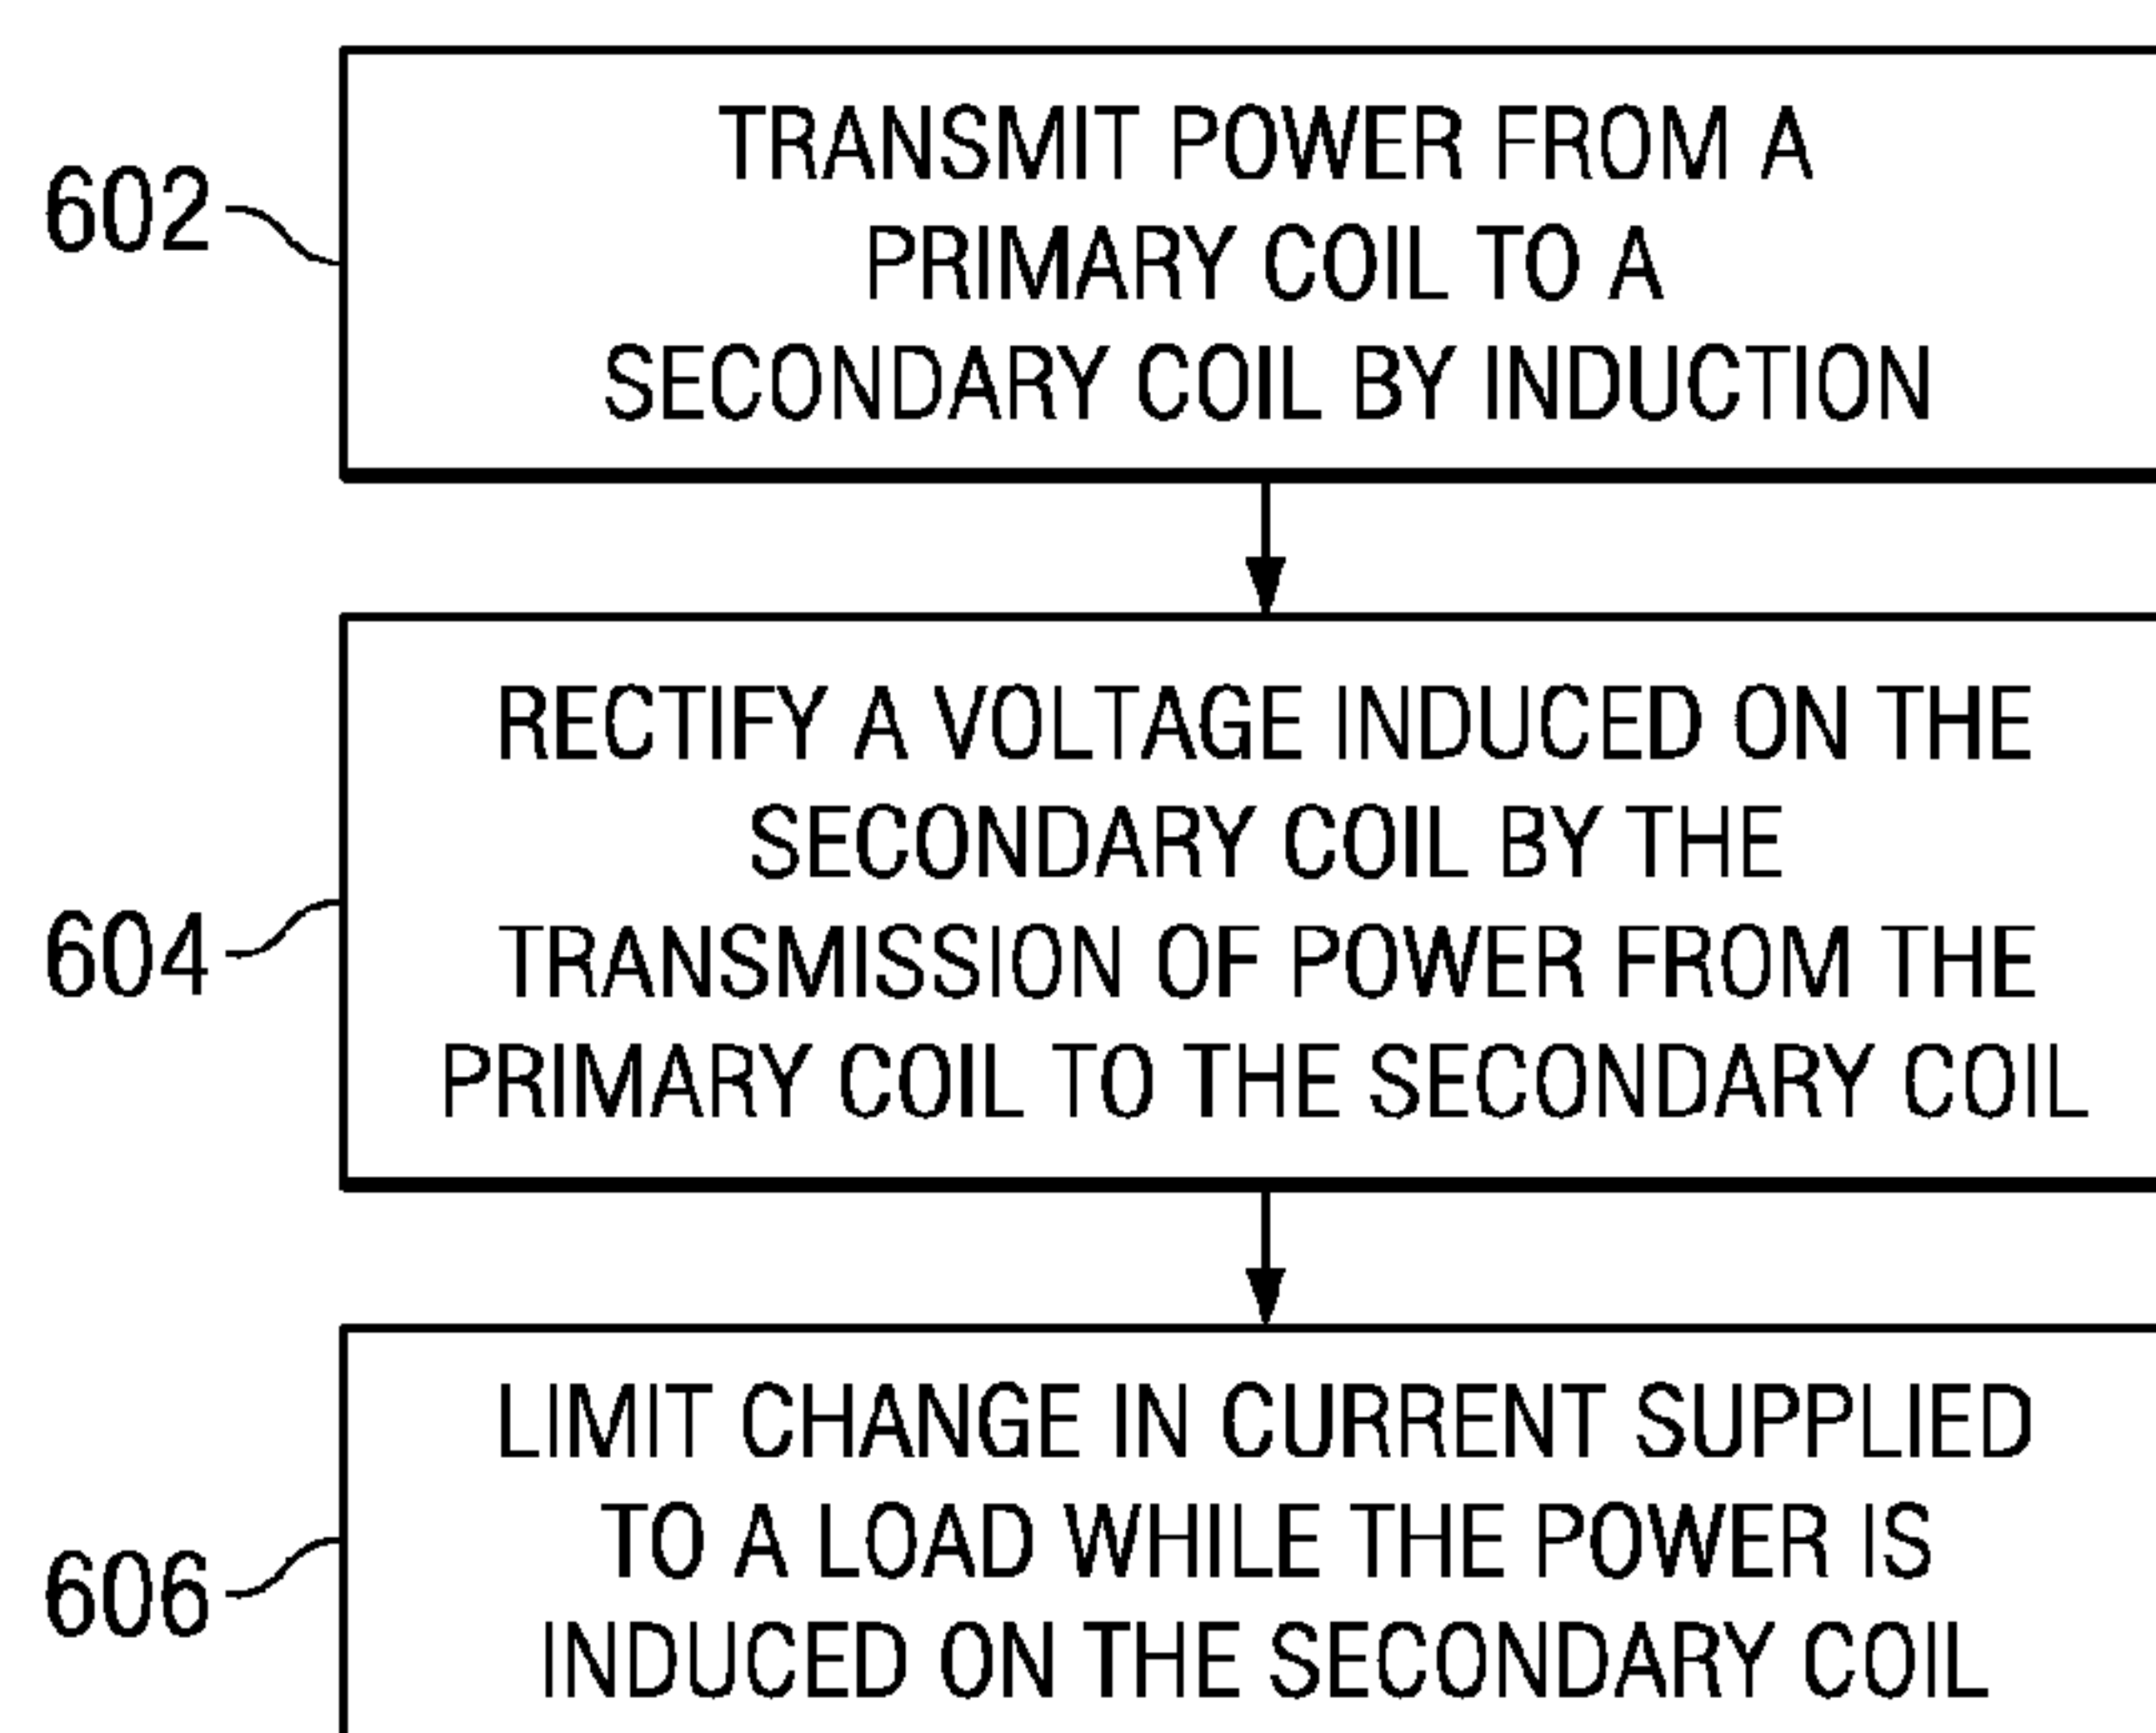 602
TRANSMIT POWER FROM A
PRIMARY COIL TO A
SECONDARY COIL BY INDUCTION
604
RECTIFY A VOLTAGE INDUCED ON THE
SECONDARY COIL BY THE
TRANSMISSION OF POWER FROM THE
PRIMARY COIL TO THE SECONDARY COIL
606
LIMIT CHANGE IN CURRENT SUPPLIED
TO A LOAD WHILE THE POWER IS
INDUCED ON THE SECONDARY COIL